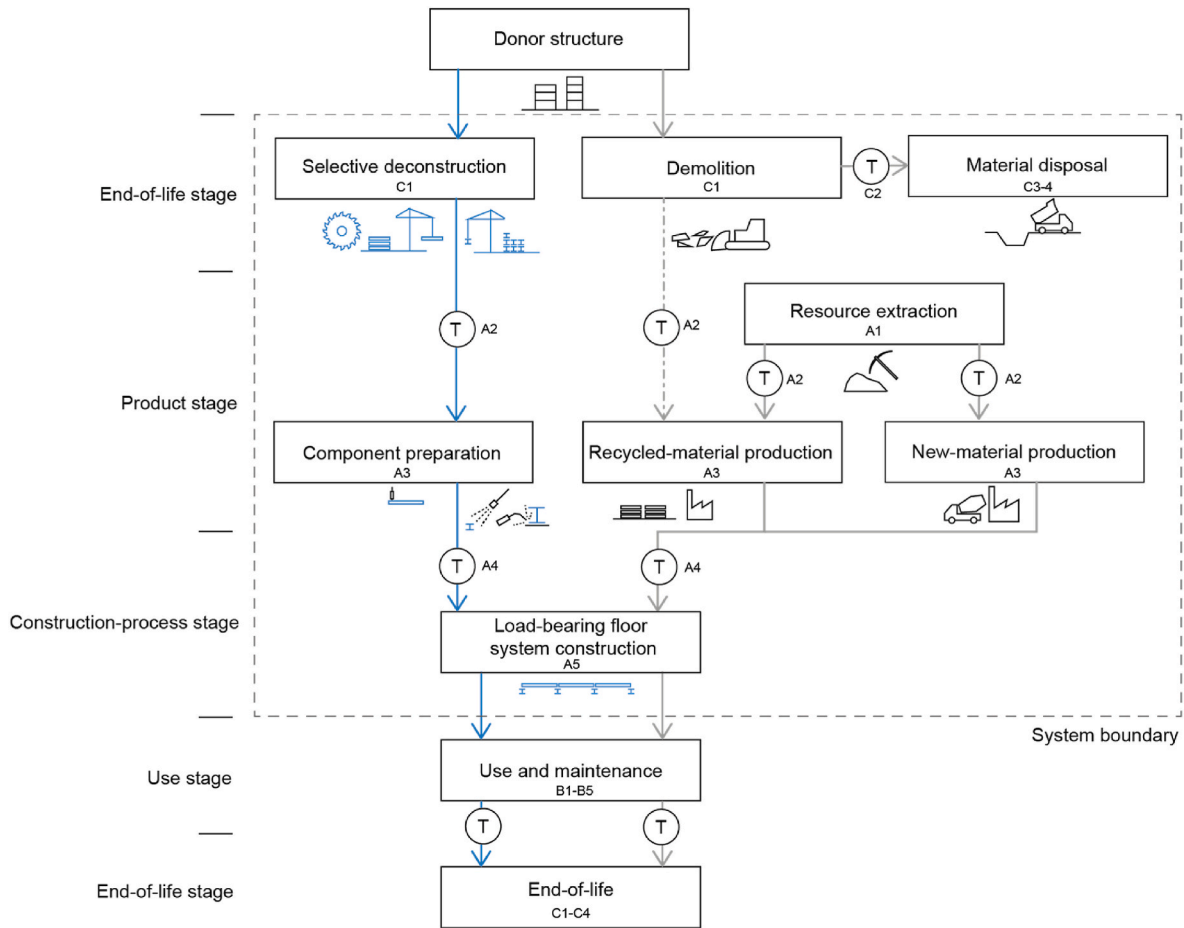 Donor structure
End-of-life stage
Selective deconstruction
C1
Demolition
C1
T
C2
Material disposal
C3-4
Product stage
Resource extraction
A1
T
A2
T
A2
T
A2
T
A2
Component preparation
A3
Recycled-material production
A3
New-material production
A3
Construction-process stage
T
A4
T
A4
Load-bearing floor
system construction
A5
System boundary
Use stage
Use and maintenance
B1-B5
T
T
End-of-life stage
End-of-life
C1-C4